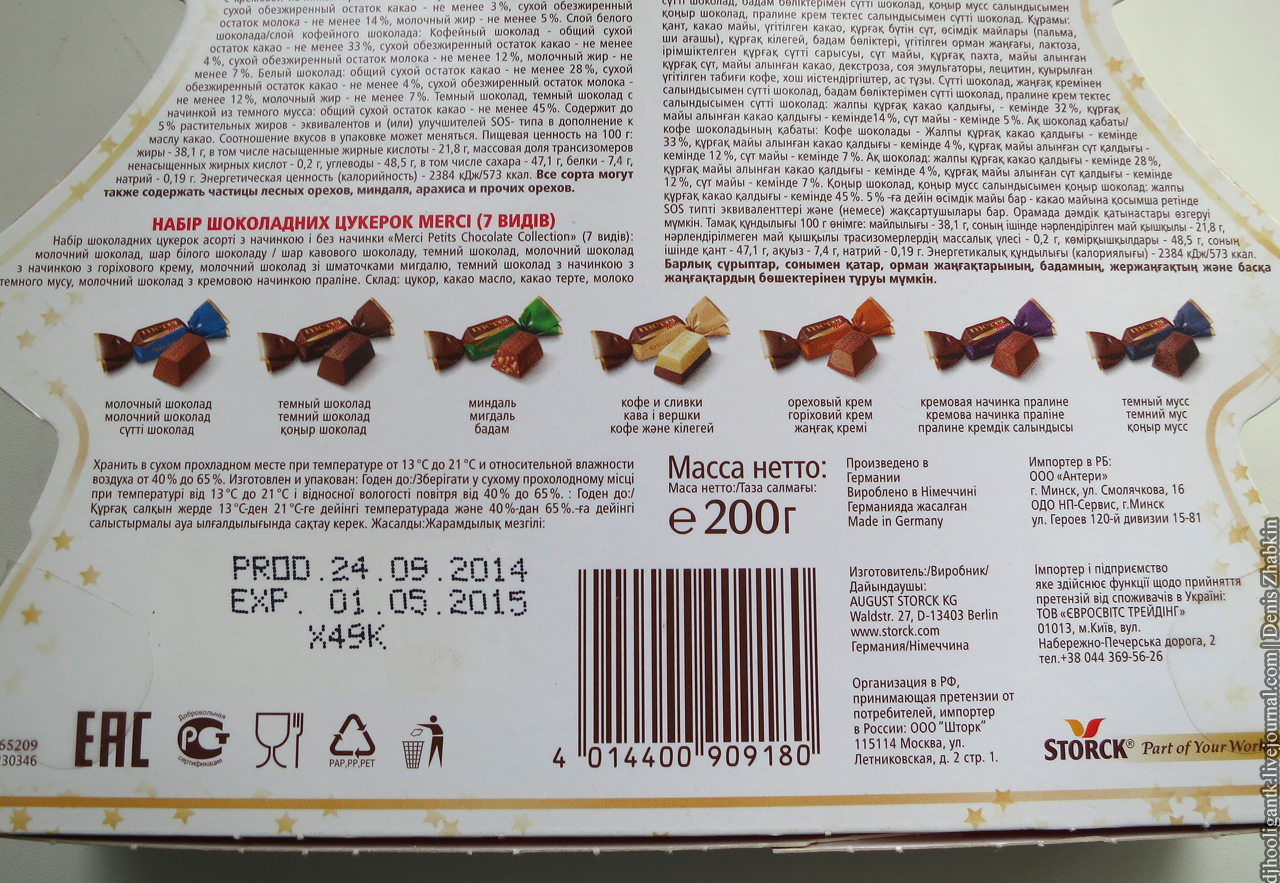 сухой обезжиренный остаток какао - не менее 3%, сухой обезжиренный
остаток молока - не менее 14%, молочный жир - не менее 5%. Слой белого
шоколада/слой кофейного шоколада: Кофейный шоколад - общий сухой
остаток какао - не менее 33%, сухой обезжиренный остаток какао - не менее
4%, сухой обезжиренный остаток молока - не менее 12%, молочный жир - не
менее 7%. Белый шоколад: общий сухой остаток какао - не менее 28%, сухой
обезжиренный остаток какао - не менее 4%, сухой обезжиренный остаток молока -
не менее 12%, молочный жир - не менее 7%. Темный шоколад, темный шоколад с
начинкой из темного мусса: общий сухой остаток какао - не менее 45%. Содержит до
5% растительных жиров - эквивалентов и (или) улучшителей SOS- типа в дополнение к
маслу какао. Соотношение вкусов в упаковке может меняться. Пищевая ценность на 100 г:
жиры - 38,1 г, в том числе насыщенные жирные кислоты - 21,8 г, массовая доля трансизомеров
ненасыщенных жирных кислот - 0,2 г, углеводы - 48,5 г, в том числе сахара - 47,1 г, белки - 7,4 г,
натрий - 0,19 г. Энергетическая ценность (калорийность) - 2384 кДж/573 ккал. Все сорта могут
также содержать частицы лесных орехов, миндаля, арахиса и прочих орехов.
НАБІР ШОКОЛАДНИХ ЦУКЕРОК MERCI (7 ВИДІВ)
Набір шоколадних цукерок асорті з начинкою і без начинки «Merci Petits Chocolate Collection» (7 видів):
молочний шоколад, шар білого шоколаду / шар кавового шоколаду, темний шоколад, молочний шоколад
з начинкою з горіхового крему, молочний шоколад зі шматочками мигдалю, темний шоколад з начинкою з
темного мусу, молочний шоколад з кремовою начинкою праліне. Склад: цукор, какао масло, какао терте, молоко
қоңыр шоколад, пралине крем тектес салындысымен сүтті шоколад. Құрамы:
қант, какао майы, үгітілген какао, құрғақ бүтін сүт, өсімдік майлары (пальма,
ши ағашы), құрғақ кілегей, бадам бөліктері, үгітілген орман жаңғағы, лактоза,
ірімшіктелген құрғақ сүт сарысуы, сүт майы, құрғақ пахта, майы алынған
құрғақ сүт, майы алынған какао, декстроза, соя эмульгаторы, лецитин, қуырылған
үгітілген табиғи кофе, хош иістендіргіштер, ас тұзы. Сүтті шоколад, жаңғақ кремінен
салындысымен сүтті шоколад, бадам бөліктерімен сүтті шоколад, пралине крем тектес
салындысымен сүтті шоколад: жалпы құрғақ какао қалдығы, - кемінде 32%, құрғақ
майы алынған какао қалдығы - кемінде14%, сүт майы - кемінде 5%. Ақ шоколад қабаты/
кофе шоколадының қабаты: Кофе шоколады - Жалпы құрғақ какао қалдығы - кемінде
33%, құрғақ майы алынған какао қалдығы - кемінде 4%, құрғақ майы алынған сүт қалдығы -
кемінде 12%, сүт майы - кемінде 7%. Ақ шоколад: жалпы құрғақ какао қалдығы - кемінде 28%,
құрғақ майы алынған какао қалдығы - кемінде 4%, құрғақ майы алынған сүт қалдығы - кемінде
12%, сүт майы - кемінде 7%. Қоңыр шоколад, қоңыр мусс салындысымен қоңыр шоколад: жалпы
құрғақ какао қалдығы - кемінде 45%. 5%-ға дейін өсімдік майы бар - какао майына қосымша ретінде
SOS типті эквиваленттері және (немесе) жақсартушылары бар. Орамада дәмдік қатынастары өзгеруі
мүмкін. Тамақ құндылығы 100 г өнімге: майлылығы - 38,1 г, соның ішінде нәрлендірілген май қышқылы - 21,8 г,
нәрлендірілмеген май қышқылы трасизомерлердің массалық үлесі - 0,2 г, көмірқышқылдары - 48,5 г, соның
ішінде қант - 47,1 г, ақуыз - 7,4 г, натрий - 0,19 г. Энергетикалық құндылығы (калориялығы) - 2384 кДж/573 ккал.
Барлық сұрыптар, сонымен қатар, орман жаңғақтарының, бадамның, жержаңғақтың және басқа
жаңғақтардың бөшектерінен тұруы мүмкін.
молочный шоколад
молочний шоколад
сүтті шоколад
темный шоколад
темний шоколад
қоңыр шоколад
миндаль
мигдаль
бадам
кофе и сливки
кава і вершки
кофе және кілегей
ореховый крем
горіховий крем
жаңғақ кремі
кремовая начинка пралине
кремова начинка праліне
пралине кремдік салындысы
темный мусс
темний мус
қоңыр мусс
Хранить в сухом прохладном месте при температуре от 13°C до 21°C и относительной влажности
воздуха от 40% до 65%. Изготовлен и упакован: Годен до:/Зберігати у сухому прохолодному місці
при температурі від 13°C до 21°C і відносної вологості повітря від 40% до 65%. : Годен до:/
Құрғақ салқын жерде 13°C-ден 21°C-ге дейінгі температурада және 40%-дан 65%.-ға дейінгі
салыстырмалы ауа ылғалдылығында сақтау керек. Жасалды:Жарамдылық мезгілі:
Масса нетто:
Маса нетто:/Таза салмағы:
℮ 200г
Произведено в
Германии
Вироблено в Німеччині
Германияда жасалған
Made in Germany
Импортер в РБ:
ООО «Антери»
г. Минск, ул. Смолячкова, 16
ОДО НП-Сервис, г.Минск
ул. Героев 120-й дивизии 15-81
PROD.24.09.2014
EXP. 01.05.2015
X49K
Изготовитель:/Виробник/
Дайындаушы:
AUGUST STORCK KG
Waldstr. 27, D-13403 Berlin
www.storck.com
Германия/Німеччина
Імпортер і підприємство
яке здійснює функції щодо прийняття
претензій від споживачів в Україні:
ТОВ «ЄВРОСВІТС ТРЕЙДІНГ»
01013, м.Київ, вул.
Набережно-Печерська дорога, 2
тел.+38 044 369-56-26
Организация в РФ,
принимающая претензии от
потребителей, импортер
в России: ООО "Шторк"
115114 Москва, ул.
Летниковская, д. 2 стр. 1.
65209
30346
EAC
Добровольная
РСТ
сертификация
PAP,PP,PET
4 014400 909180
STORCK® Part of Your Wor
djhooligantk.livejournal.com || Denis Zhabkin